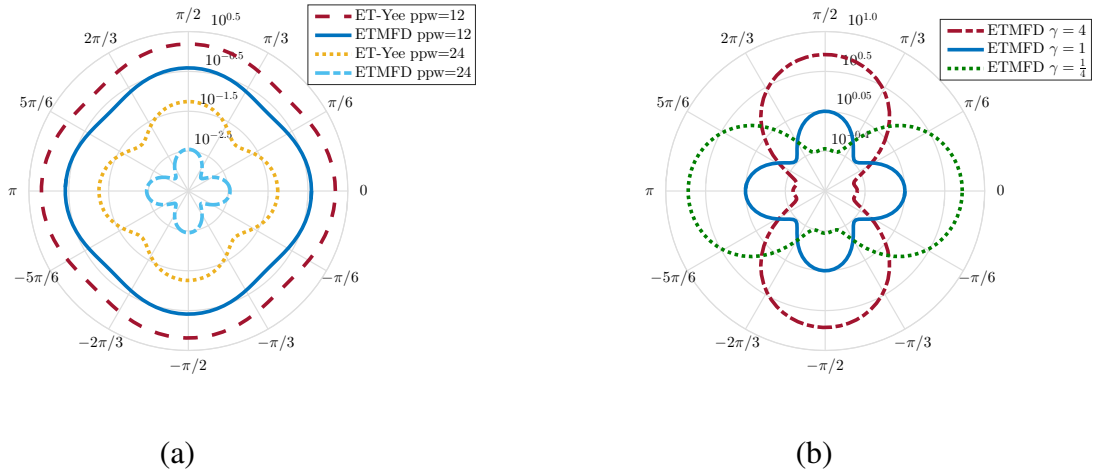 π/2
10^0.5
2π/3
π/3
10^-0.5
5π/6
π/6
10^-1.5
10^-2.5
π
0
-5π/6
-π/6
-2π/3
-π/3
-π/2
ET-Yee ppw=12
ETMFD ppw=12
ET-Yee ppw=24
ETMFD ppw=24
(a)
π/2
10^1.0
2π/3
π/3
10^0.5
5π/6
π/6
10^0.05
π
0
-5π/6
-π/6
-2π/3
-π/3
-π/2
ETMFD γ = 4
ETMFD γ = 1
ETMFD γ = 1/4
(b)